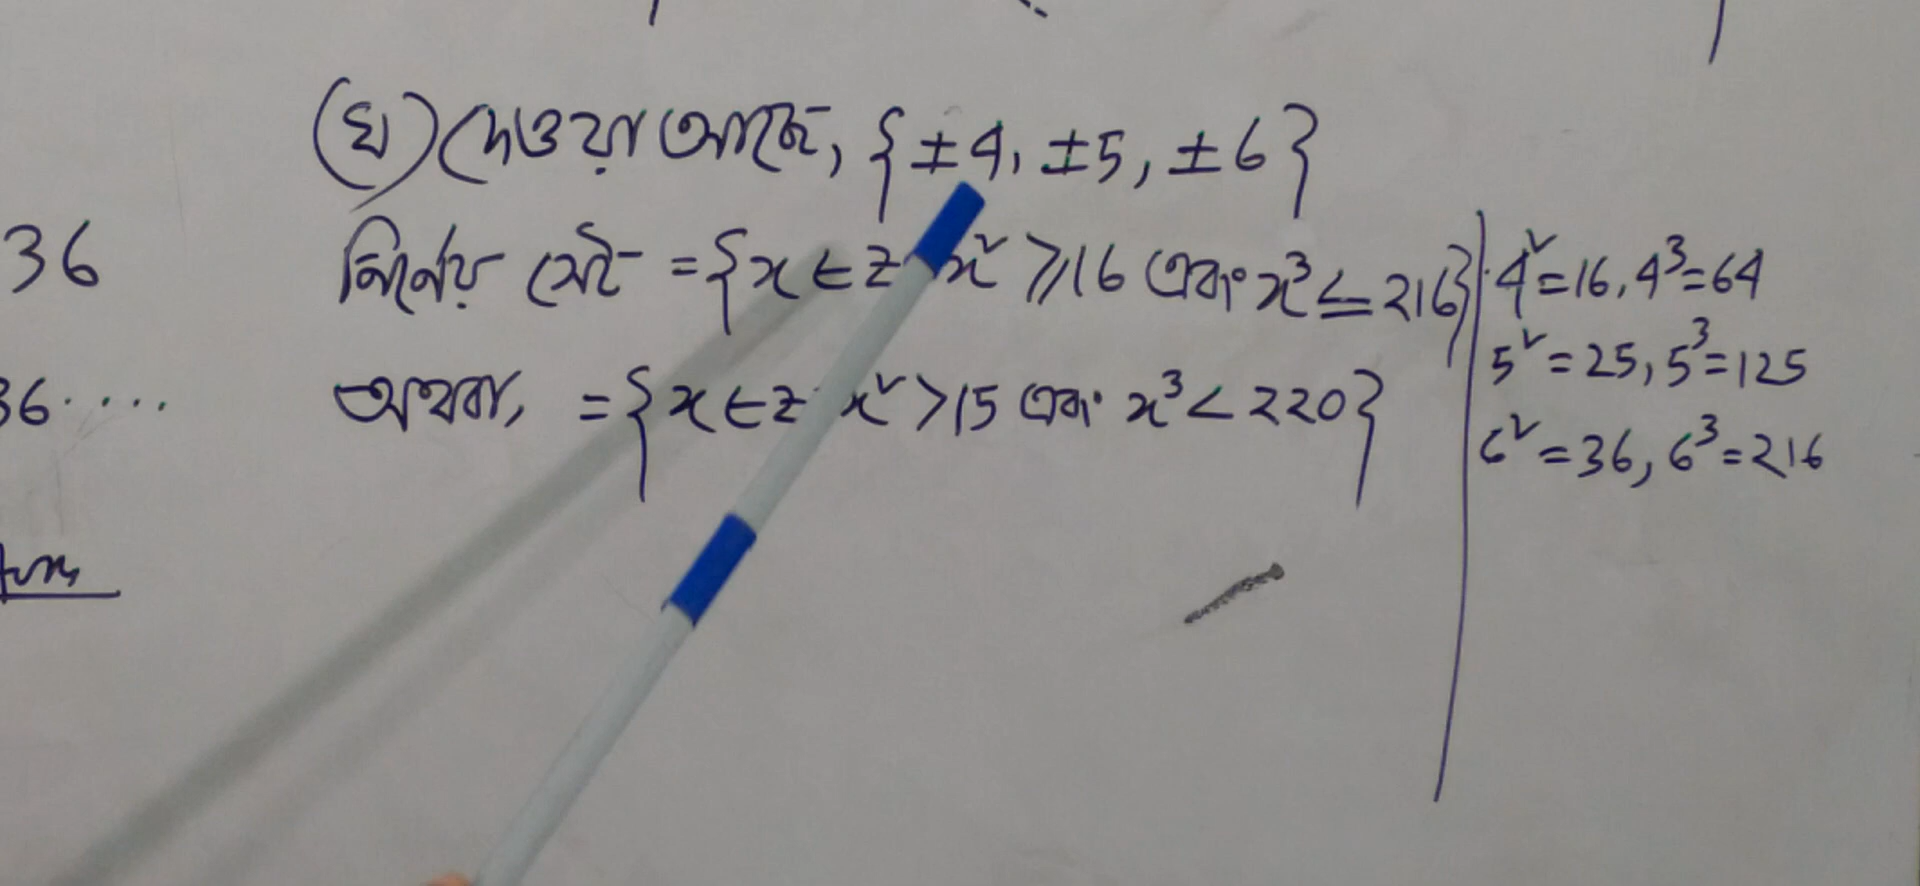 (ঘ) দেওয়া আছে, {±4, ±5, ±6}
36 নির্ণেয় সেট = {x ∈ z x² ⩾ 16 এবং x³ ≤ 216}
4² = 16, 4³ = 64
5² = 25, 5³ = 125
36.... অথবা, = {x ∈ z x² > 15 এবং x³ < 220}
6² = 36, 6³ = 216